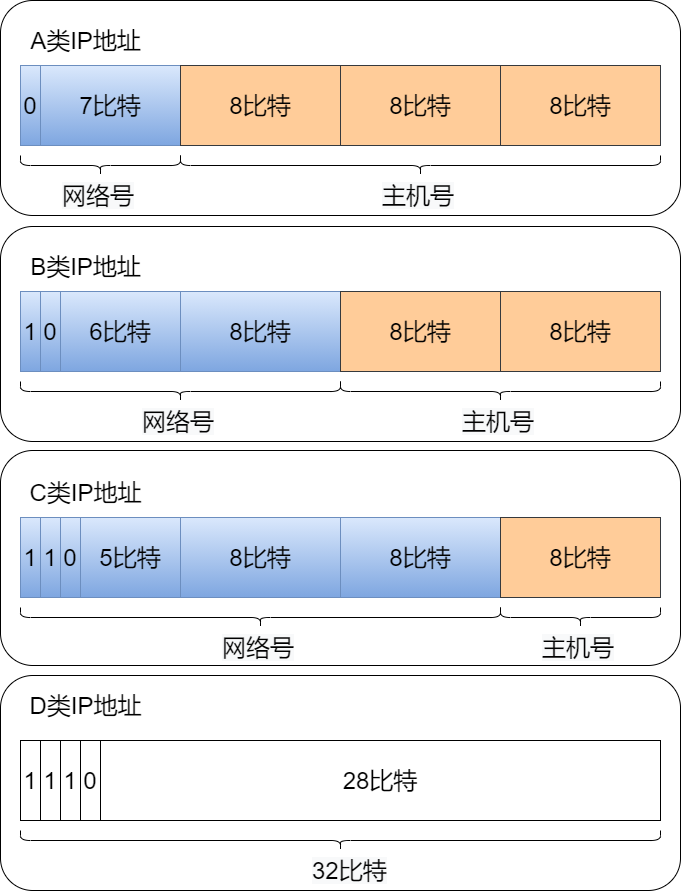 A类IP地址
0 7比特 8比特 8比特 8比特
网络号 主机号
B类IP地址
1 0 6比特 8比特 8比特 8比特
网络号 主机号
C类IP地址
1 1 0 5比特 8比特 8比特 8比特
网络号 主机号
D类IP地址
1 1 1 0 28比特
32比特